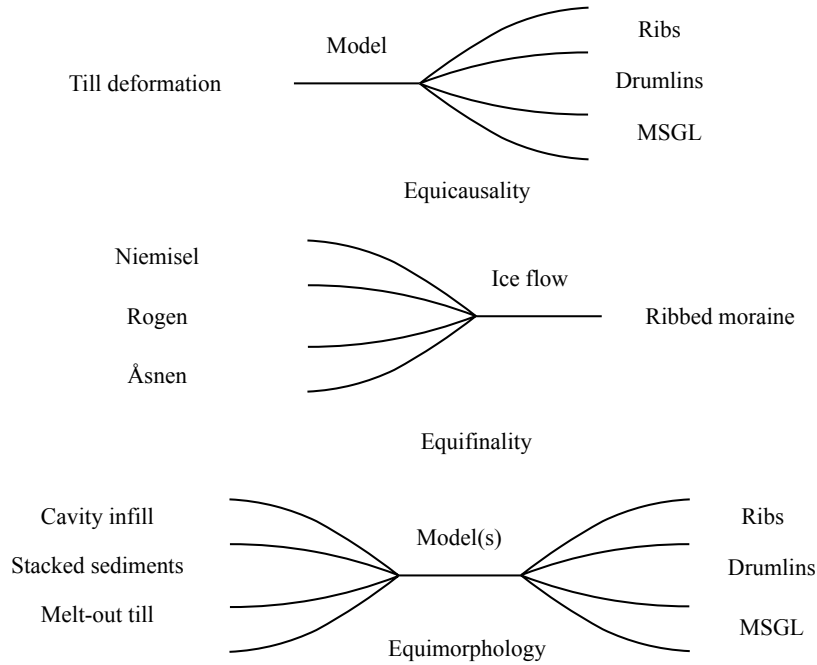 Model
Ribs
Till deformation
Drumlins
MSGL
Equicausality
Niemisel
Ice flow
Rogen
Ribbed moraine
Åsnen
Equifinality
Cavity infill
Ribs
Model(s)
Stacked sediments
Drumlins
Melt-out till
MSGL
Equimorphology